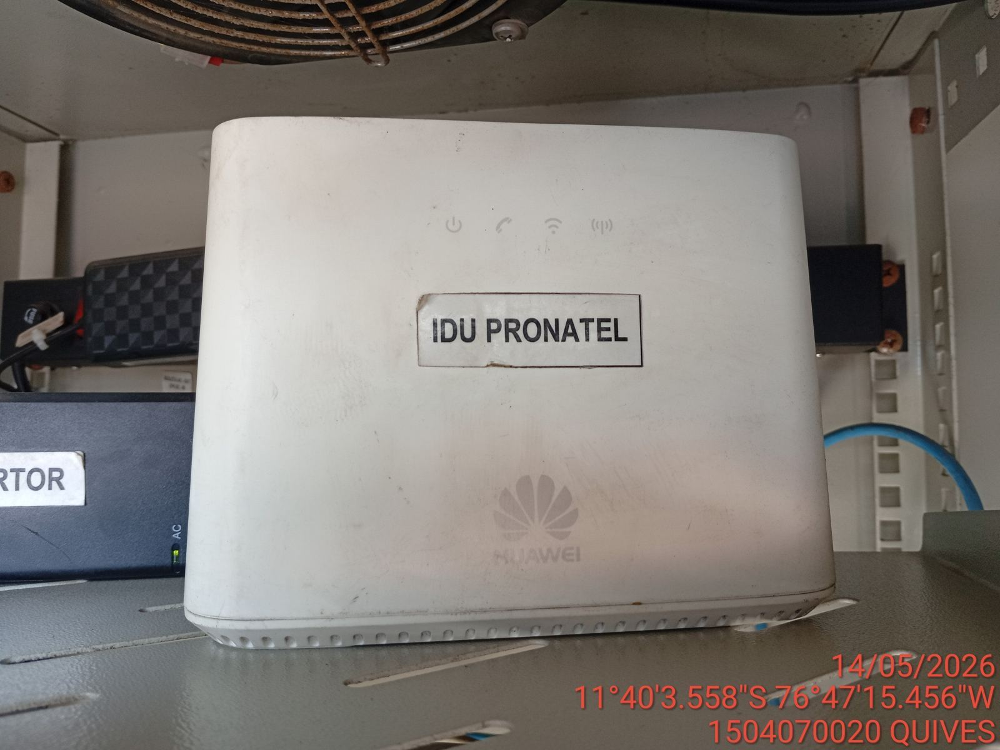 IDU PRONATEL
RTOR
AC
HUAWEI
14/05/2026
11°40'3.558"S 76°47'15.456"W
1504070020 QUIVES